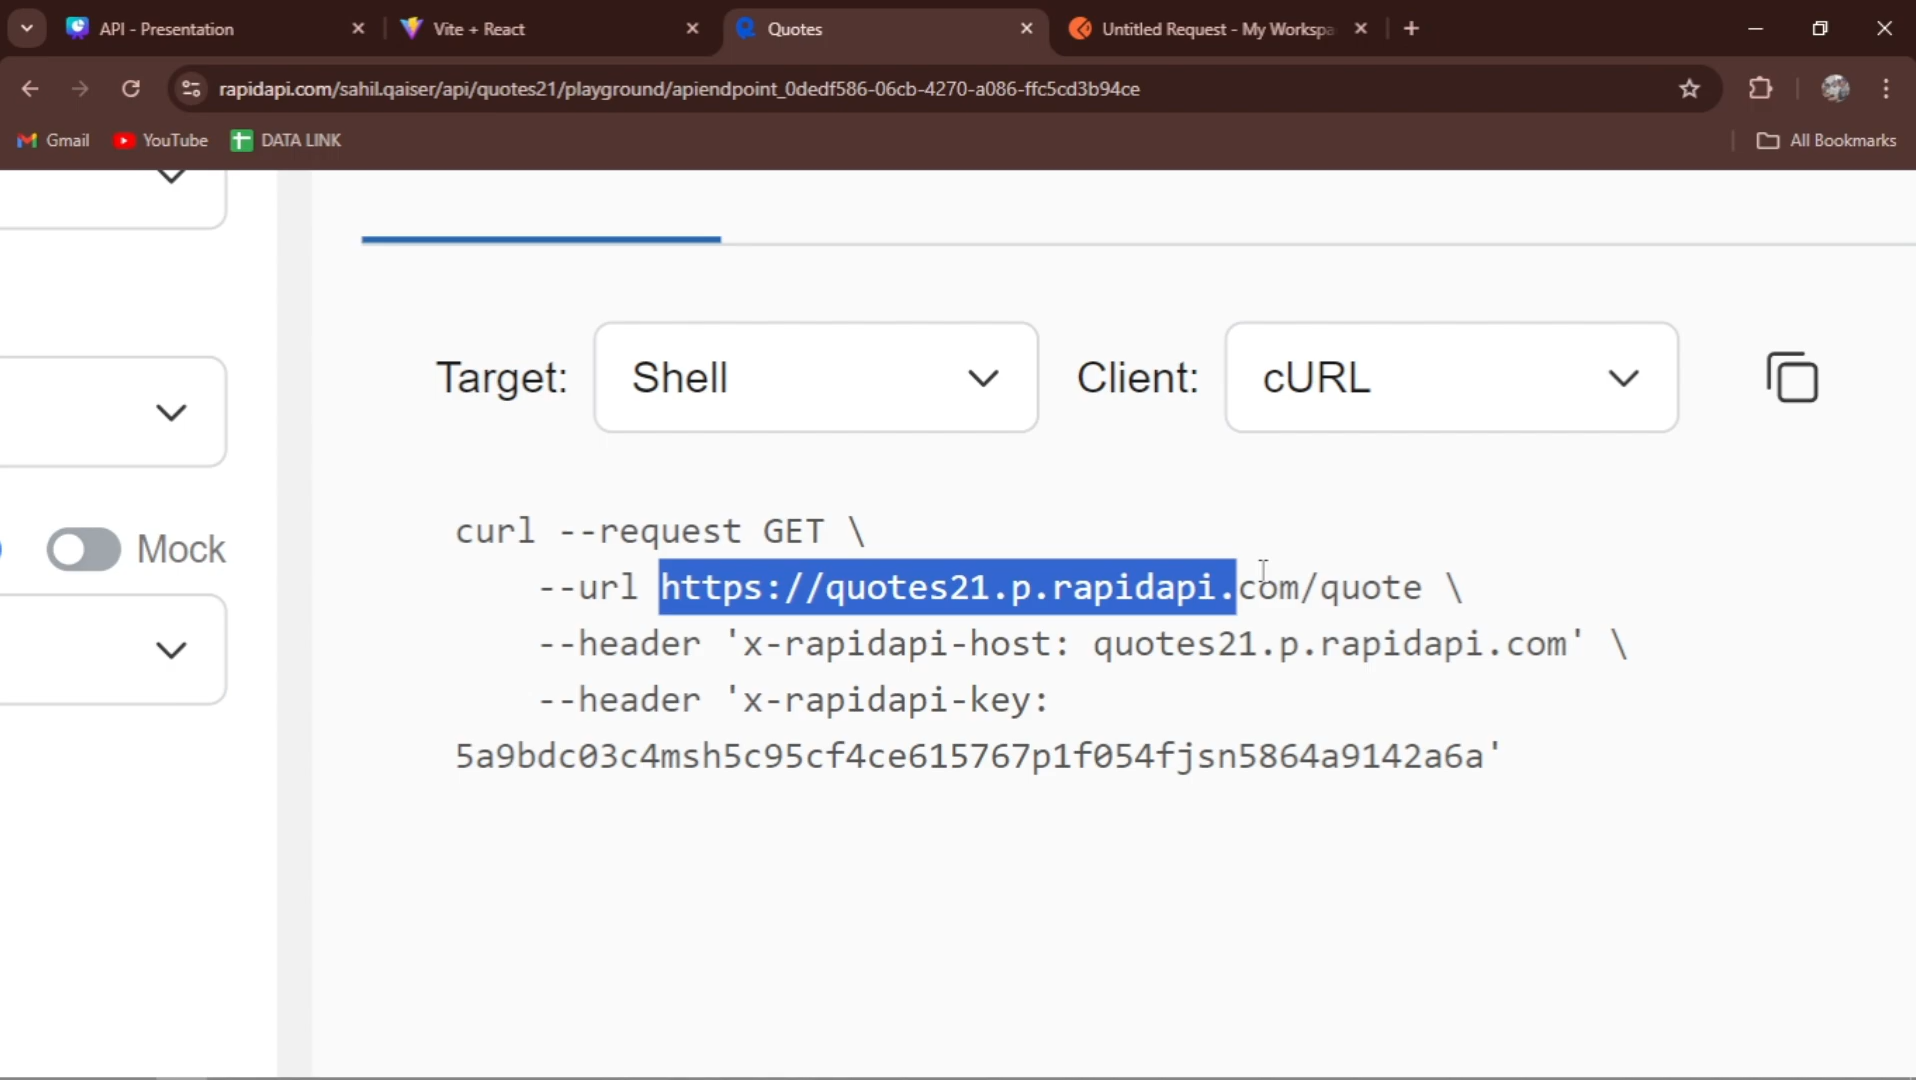 API - Presentation
Vite + React
Quotes
Untitled Request - My Workspa
rapidapi.com/sahil.qaiser/api/quotes21/playground/apiendpoint_0dedf586-06cb-4270-a086-ffc5cd3b94ce
Gmail
YouTube
DATA LINK
All Bookmarks
Target:
Shell
Client:
cURL
Mock
curl --request GET \
--url https://quotes21.p.rapidapi.com/quote \
--header 'x-rapidapi-host: quotes21.p.rapidapi.com' \
--header 'x-rapidapi-key:
5a9bdc03c4msh5c95cf4ce615767p1f054fjsn5864a9142a6a'